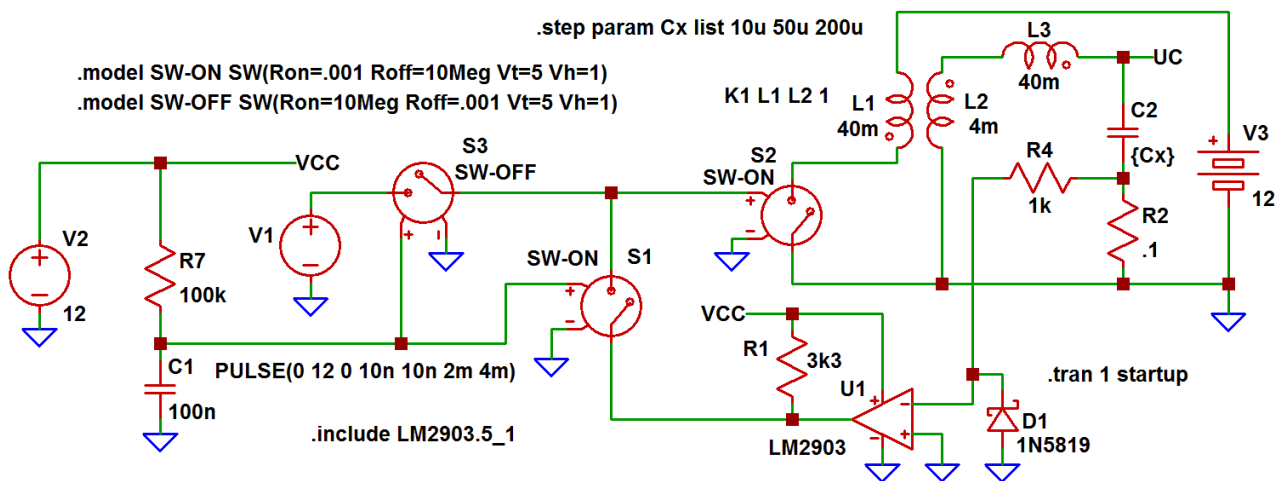 .step param Cx list 10u 50u 200u
L3
40m
UC
.model SW-ON SW(Ron=.001 Roff=10Meg Vt=5 Vh=1)
.model SW-OFF SW(Ron=10Meg Roff=.001 Vt=5 Vh=1)
K1 L1 L2 1
L1
40m
L2
4m
C2
{Cx}
V3
12
VCC
S3
SW-OFF
S2
SW-ON
R4
1k
R2
.1
V2
12
V1
R7
100k
SW-ON
S1
VCC
R1
3k3
C1
100n
PULSE(0 12 0 10n 10n 2m 4m)
U1
LM2903
.tran 1 startup
D1
1N5819
.include LM2903.5_1